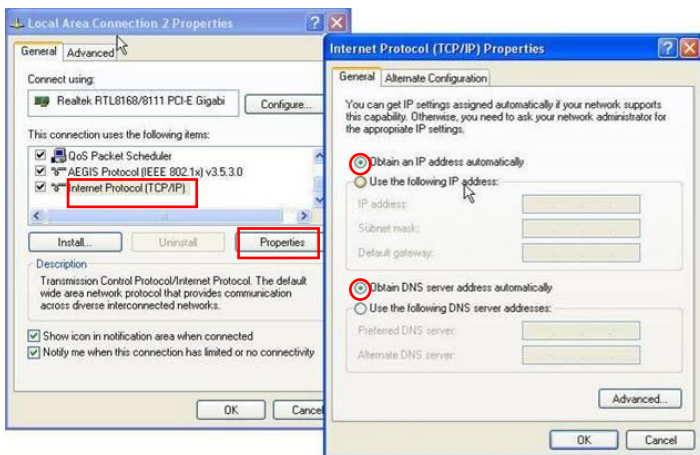 Local Area Connection 2 Properties
General
Advanced
Connect using:
Realtek RTL8168/8111 PCI-E Gigabi
Configure...
This connection uses the following items:
QoS Packet Scheduler
AEGIS Protocol (IEEE 802.1x) v3.5.3.0
Internet Protocol (TCP/IP)
Install...
Uninstall
Properties
Description
Transmission Control Protocol/Internet Protocol. The default
wide area network protocol that provides communication
across diverse interconnected networks.
Show icon in notification area when connected
Notify me when this connection has limited or no connectivity
OK
Cancel
Internet Protocol (TCP/IP) Properties
General
Alternate Configuration
You can get IP settings assigned automatically if your network supports
this capability. Otherwise, you need to ask your network administrator for
the appropriate IP settings.
Obtain an IP address automatically
Use the following IP address:
IP address:
Subnet mask:
Default gateway:
Obtain DNS server address automatically
Use the following DNS server addresses:
Preferred DNS server:
Alternate DNS server:
Advanced...
OK
Cancel